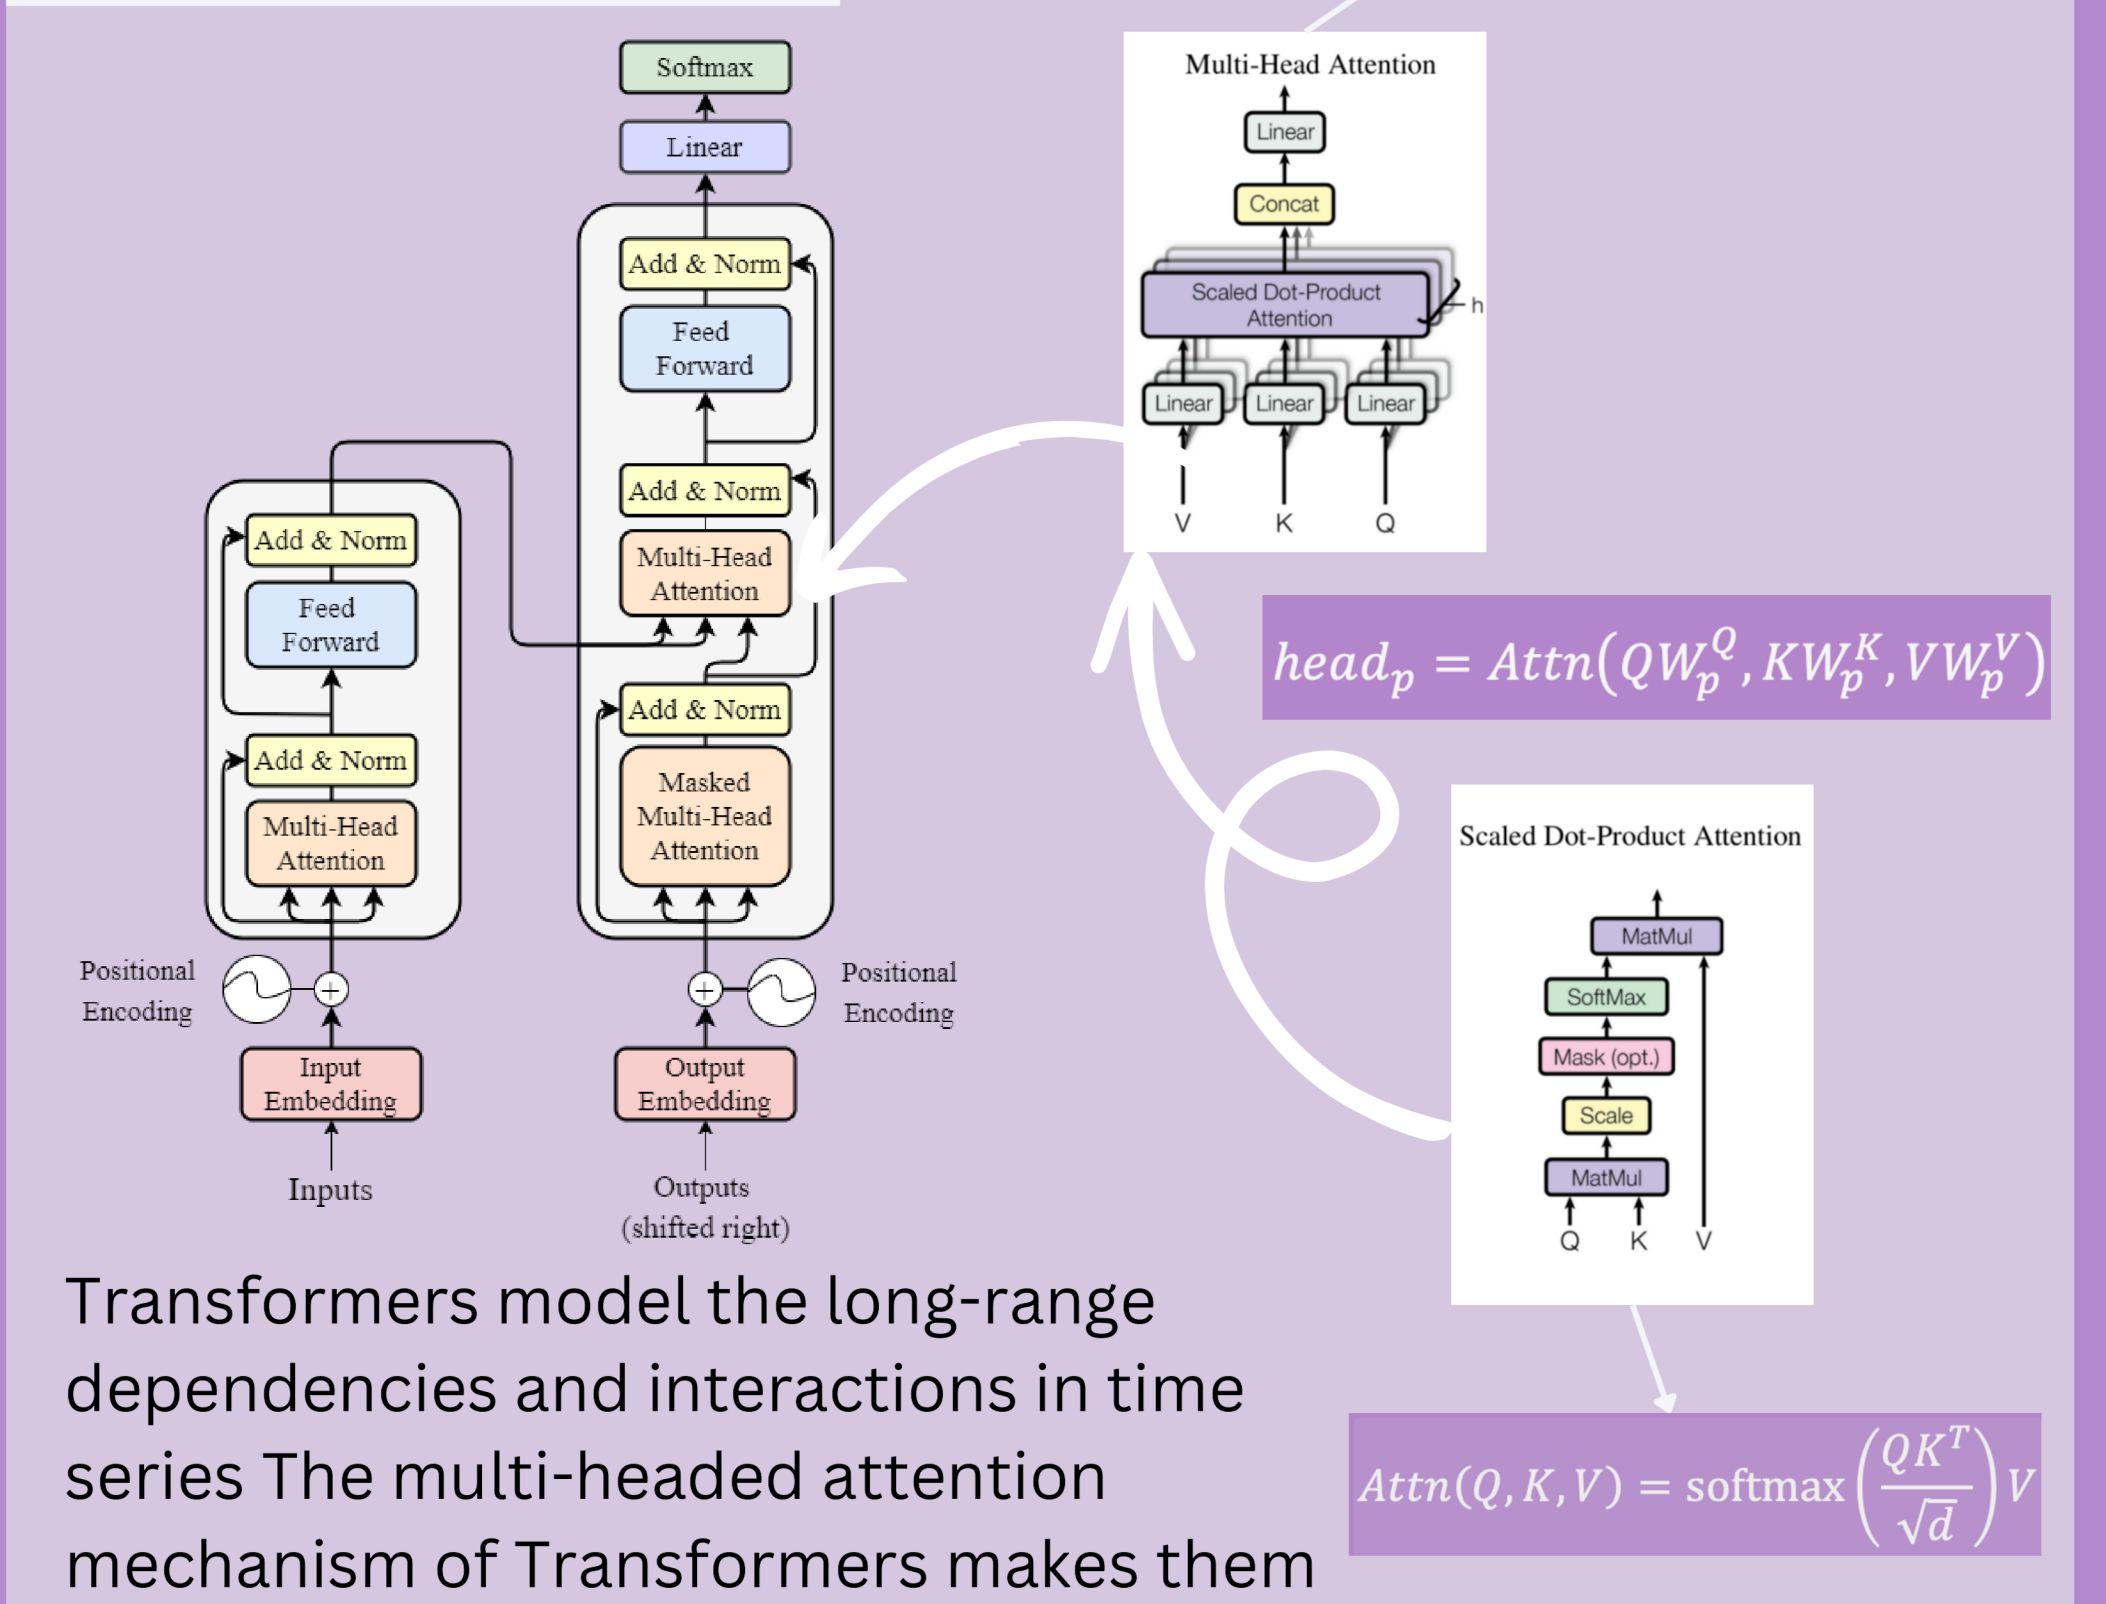 Softmax
Linear
Add & Norm
Feed
Forward
Add & Norm
Multi-Head
Attention
Add & Norm
Masked
Multi-Head
Attention
Positional
Encoding
Output
Embedding
Outputs
(shifted right)
Add & Norm
Feed
Forward
Add & Norm
Multi-Head
Attention
Positional
Encoding
Input
Embedding
Inputs
Multi-Head Attention
Linear
Concat
Scaled Dot-Product
Attention
h
Linear Linear Linear
V K Q
head_p = Attn(QW_p^Q, KW_p^K, VW_p^V)
Scaled Dot-Product Attention
MatMul
SoftMax
Mask (opt.)
Scale
MatMul
Q K V
Attn(Q, K, V) = softmax(QK^T / √d) V
Transformers model the long-range
dependencies and interactions in time
series The multi-headed attention
mechanism of Transformers makes them